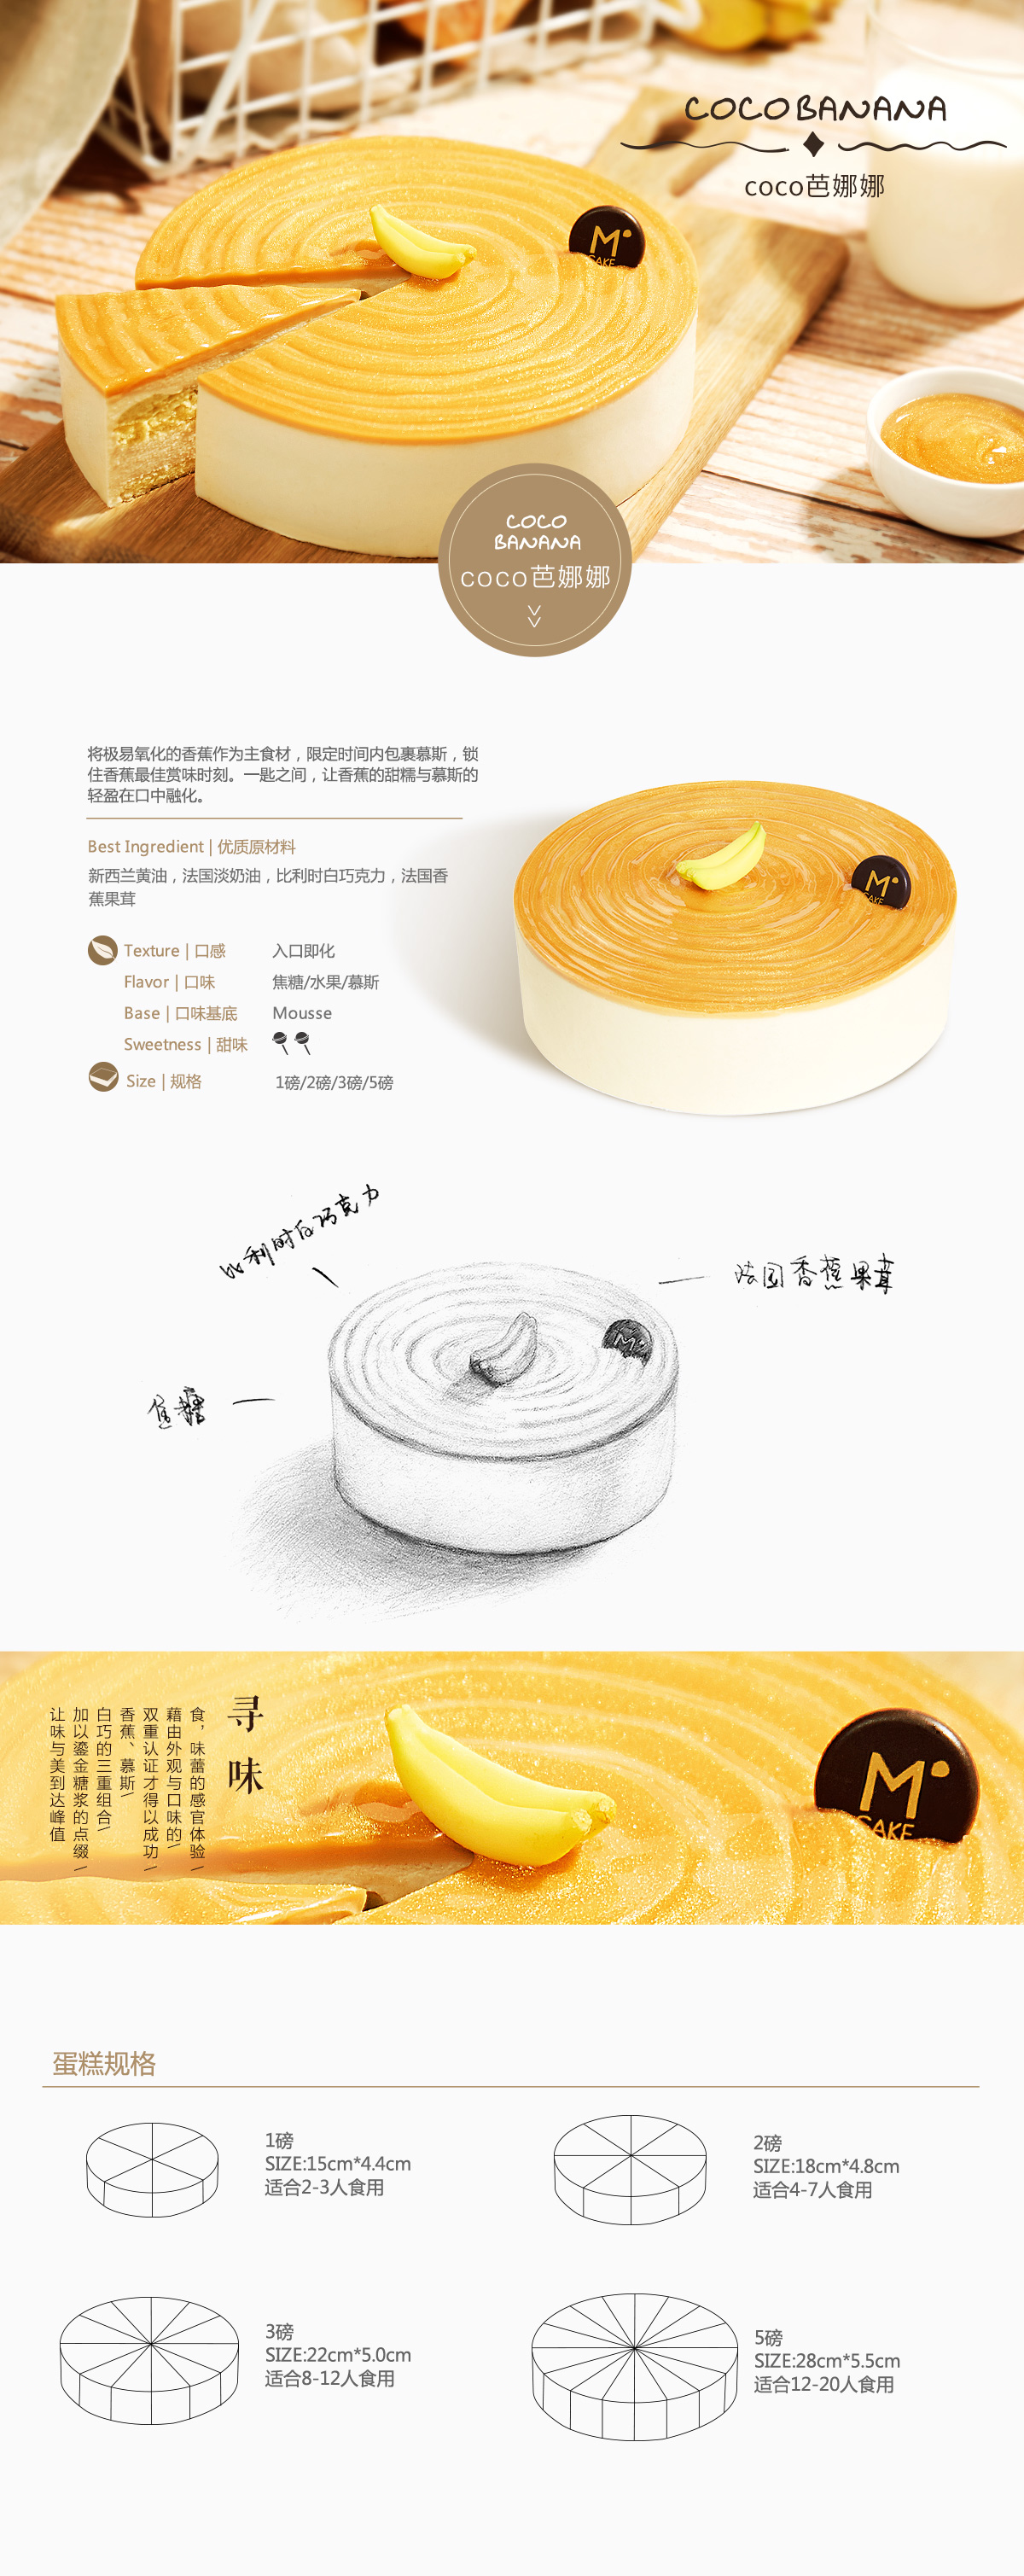 COCO BANANA
coco芭娜娜
M
CAKE
COCO
BANANA
coco芭娜娜
将极易氧化的香蕉作为主食材，限定时间内包裹慕斯，锁
住香蕉最佳赏味时刻。一匙之间，让香蕉的甜糯与慕斯的
轻盈在口中融化。
Best Ingredient | 优质原材料
新西兰黄油，法国淡奶油，比利时白巧克力，法国香
蕉果茸
Texture | 口感 入口即化
Flavor | 口味 焦糖/水果/慕斯
Base | 口味基底 Mousse
Sweetness | 甜味
Size | 规格 1磅/2磅/3磅/5磅
M
CAKE
比利时白巧克力
法国香蕉果茸
M
焦糖
寻味
食，味蕾的感官体验/
藉由外观与口味的/
双重认证才得以成功/
香蕉、慕斯/
白巧的三重组合/
加以鎏金糖浆的点缀/
让味与美到达峰值
M
CAKE
蛋糕规格
1磅
SIZE:15cm*4.4cm
适合2-3人食用
2磅
SIZE:18cm*4.8cm
适合4-7人食用
3磅
SIZE:22cm*5.0cm
适合8-12人食用
5磅
SIZE:28cm*5.5cm
适合12-20人食用